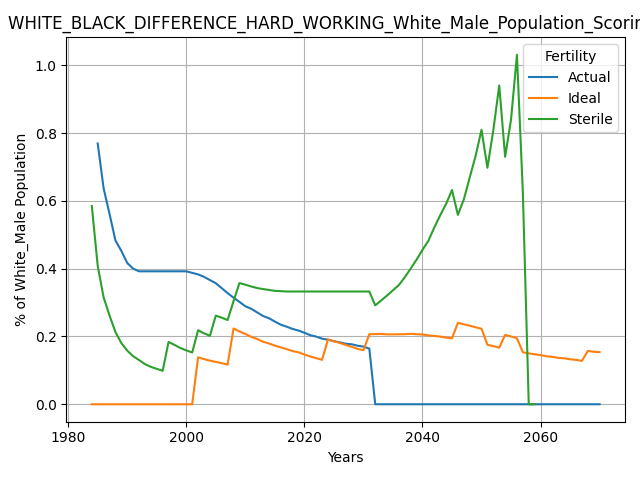 WHITE_BLACK_DIFFERENCE_HARD_WORKING_White_Male_Population_Scorin
Fertility
Actual
Ideal
Sterile
% of White_Male Population
1.0
0.8
0.6
0.4
0.2
0.0
1980 2000 2020 2040 2060
Years